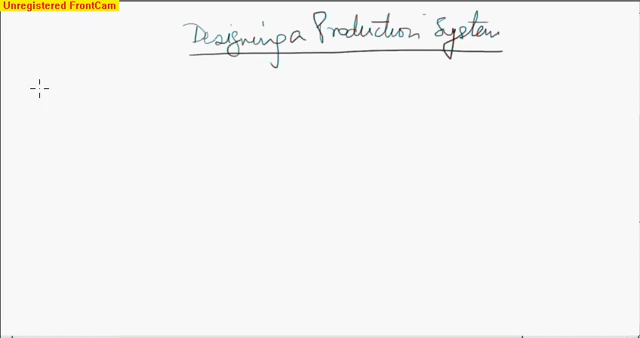 Unregistered FrontCam
Designing a Production System